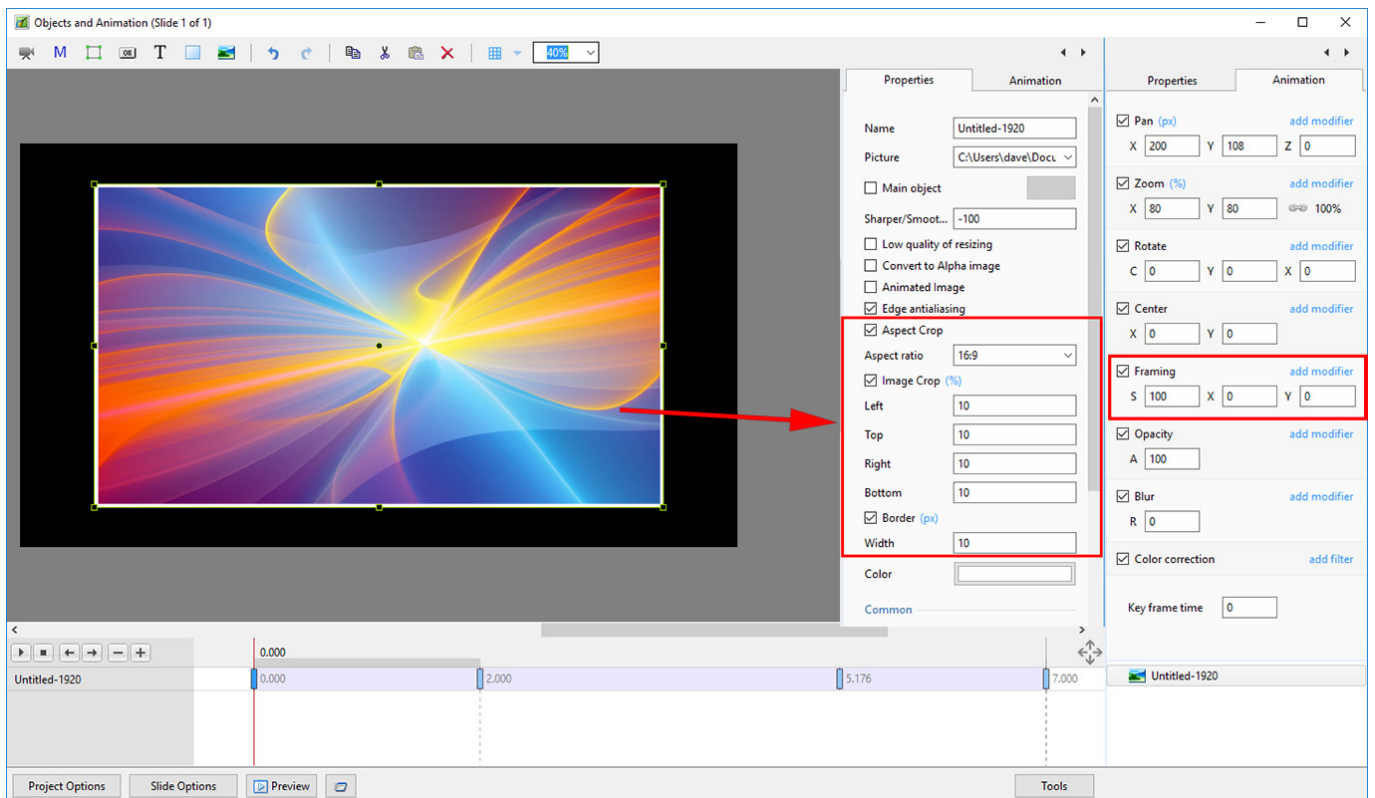 Objects and Animation (Slide 1 of 1)
M OK T 40%
Properties Animation
Name Untitled-1920
Picture C:\Users\dave\Docu
Main object
Sharper/Smoot... -100
Low quality of resizing
Convert to Alpha image
Animated Image
Edge antialiasing
Aspect Crop
Aspect ratio 16:9
Image Crop (%)
Left 10
Top 10
Right 10
Bottom 10
Border (px)
Width 10
Color
Common
Properties Animation
Pan (px) add modifier
X 200 Y 108 Z 0
Zoom (%) add modifier
X 80 Y 80 100%
Rotate add modifier
C 0 Y 0 X 0
Center add modifier
X 0 Y 0
Framing add modifier
S 100 X 0 Y 0
Opacity add modifier
A 100
Blur add modifier
R 0
Color correction add filter
Key frame time 0
Untitled-1920
0.000
Untitled-1920 0.000 2.000 5.176 7.000
Project Options Slide Options Preview Tools